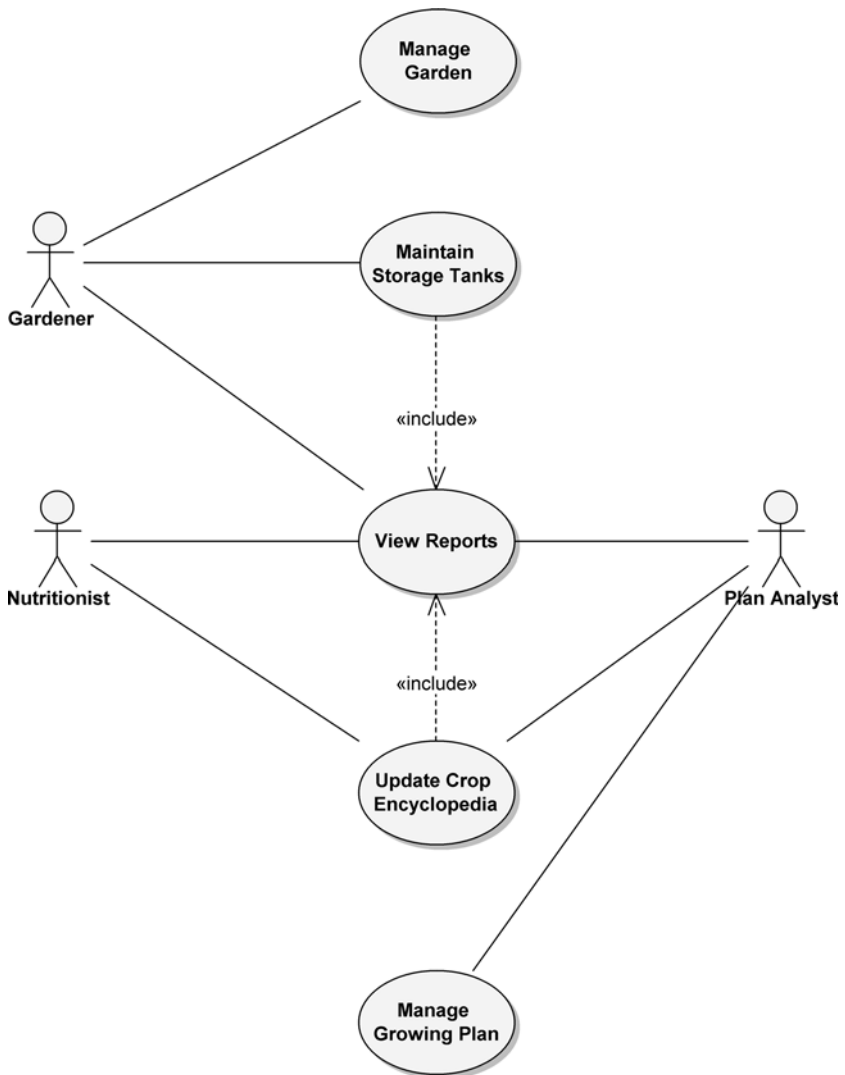 Manage
Garden
Maintain
Storage Tanks
Gardener
«include»
View Reports
Nutritionist
Plan Analyst
«include»
Update Crop
Encyclopedia
Manage
Growing Plan